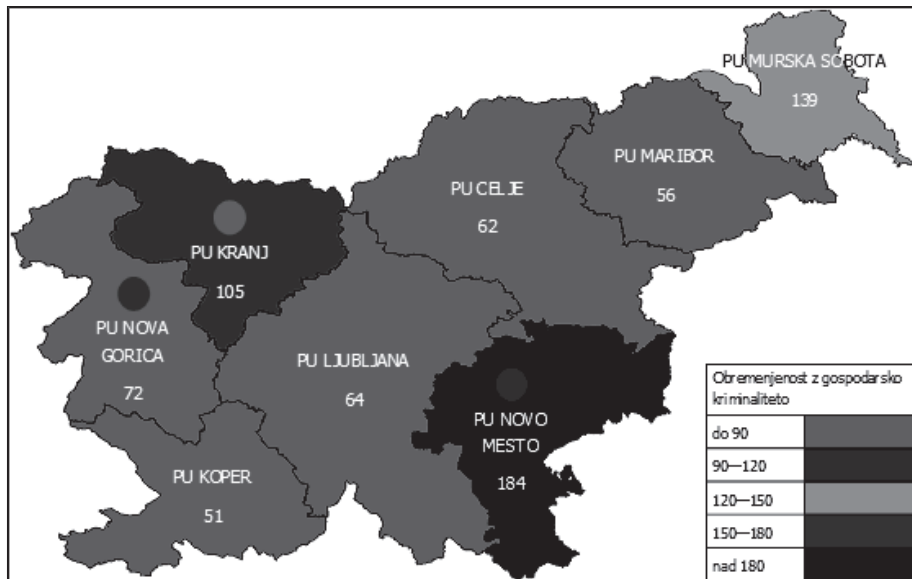 PU MURSKA SOBOTA
139
PU MARIBOR
56
PU CELJE
62
PU KRANJ
105
PU NOVA
GORICA
72
PU LJUBLJANA
64
PU NOVO
MESTO
184
PU KOPER
51
Obremenjenost z gospodarsko
kriminaliteto
do 90
90—120
120—150
150—180
nad 180